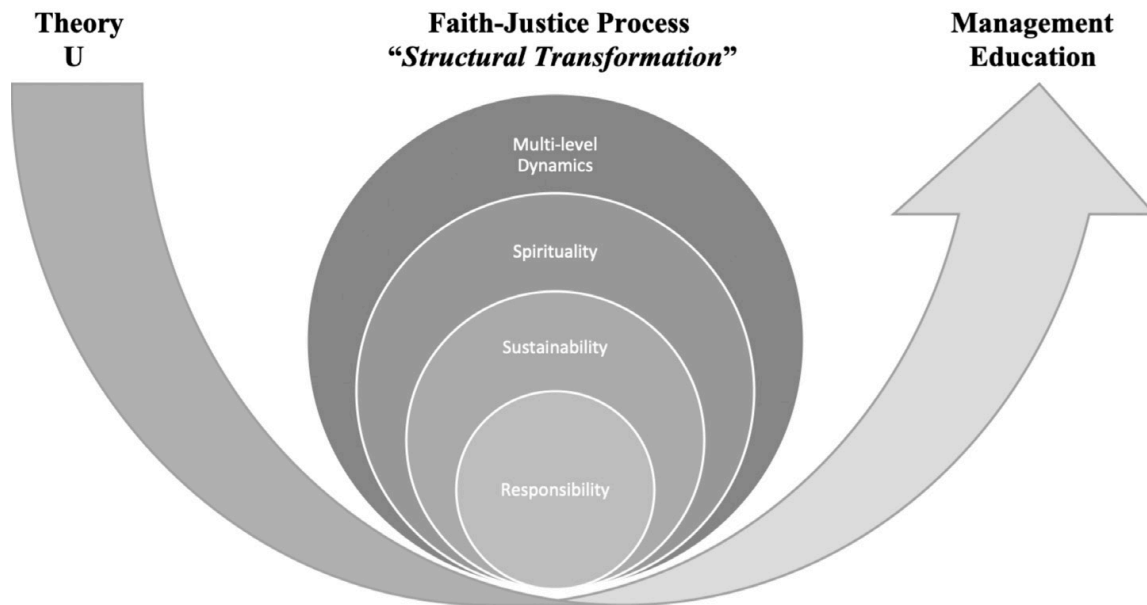 Theory
U
Faith-Justice Process
“Structural Transformation”
Management
Education
Multi-level
Dynamics
Spirituality
Sustainability
Responsibility